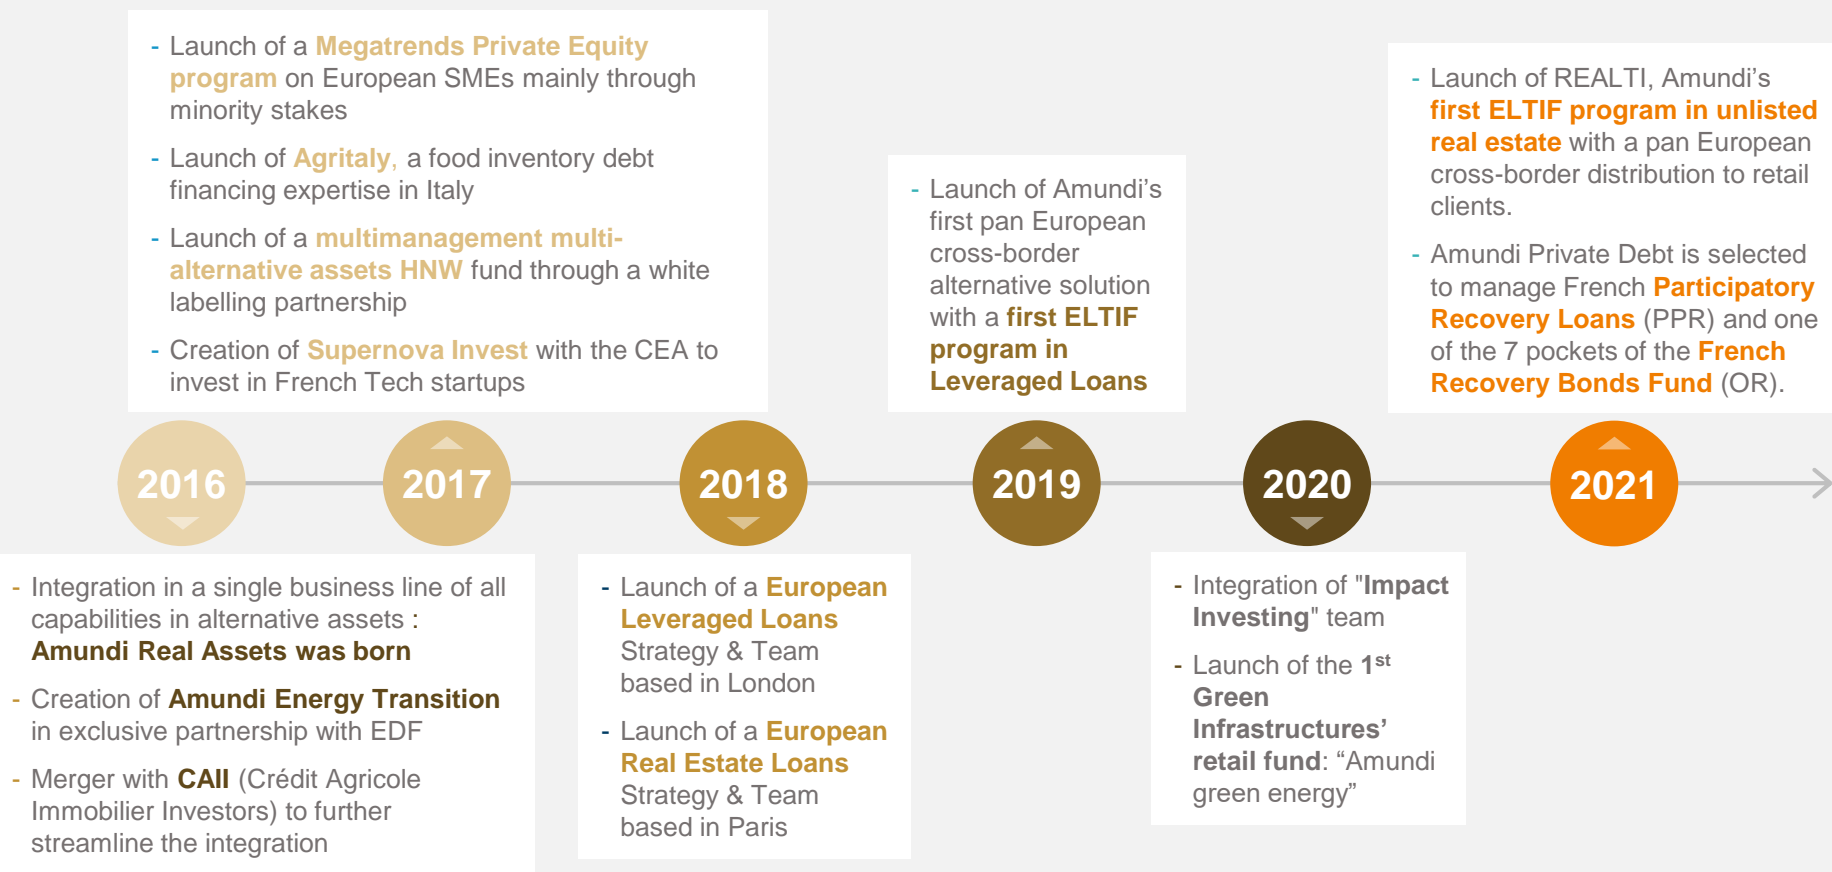 - Launch of a Megatrends Private Equity
program on European SMEs mainly through
minority stakes
- Launch of Agritaly, a food inventory debt
financing expertise in Italy
- Launch of a multimanagement multi-
alternative assets HNW fund through a white
labelling partnership
- Creation of Supernova Invest with the CEA to
invest in French Tech startups
- Launch of Amundi’s
first pan European
cross-border
alternative solution
with a first ELTIF
program in
Leveraged Loans
- Launch of REALTI, Amundi’s
first ELTIF program in unlisted
real estate with a pan European
cross-border distribution to retail
clients.
- Amundi Private Debt is selected
to manage French Participatory
Recovery Loans (PPR) and one
of the 7 pockets of the French
Recovery Bonds Fund (OR).
2016
2017
2018
2019
2020
2021
- Integration in a single business line of all
capabilities in alternative assets :
Amundi Real Assets was born
- Creation of Amundi Energy Transition
in exclusive partnership with EDF
- Merger with CAII (Crédit Agricole
Immobilier Investors) to further
streamline the integration
- Launch of a European
Leveraged Loans
Strategy & Team
based in London
- Launch of a European
Real Estate Loans
Strategy & Team
based in Paris
- Integration of "Impact
Investing" team
- Launch of the 1st
Green
Infrastructures’
retail fund: “Amundi
green energy”